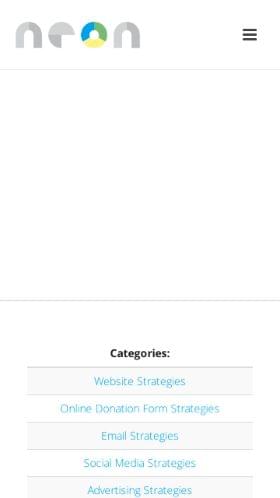 neon
Categories:
Website Strategies
Online Donation Form Strategies
Email Strategies
Social Media Strategies
Advertising Strategies